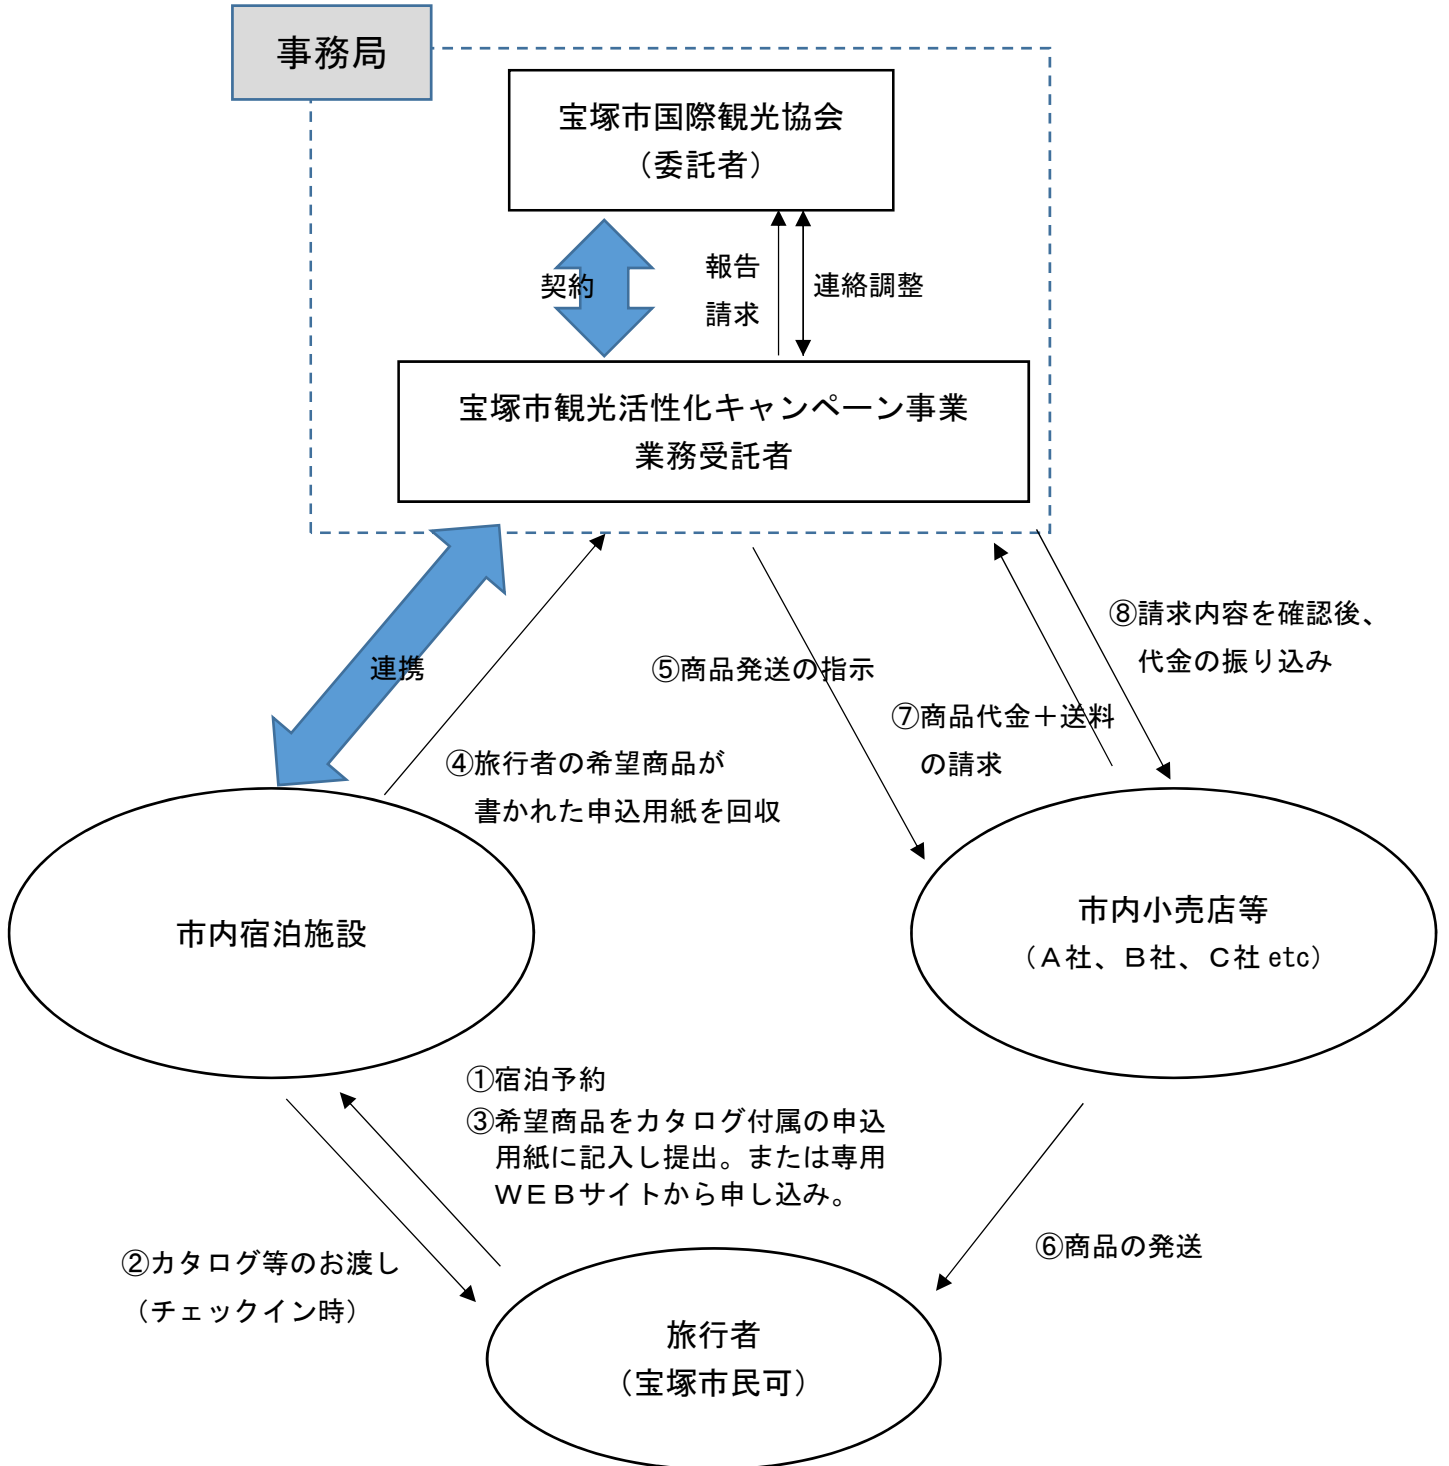 事務局
宝塚市国際観光協会
（委託者）
契約
報告
請求
連絡調整
宝塚市観光活性化キャンペーン事業
業務受託者
連携
④旅行者の希望商品が
書かれた申込用紙を回収
⑤商品発送の指示
⑦商品代金＋送料
の請求
⑧請求内容を確認後、
代金の振り込み
市内宿泊施設
市内小売店等
（Ａ社、Ｂ社、Ｃ社 etc）
①宿泊予約
③希望商品をカタログ付属の申込
用紙に記入し提出。または専用
ＷＥＢサイトから申し込み。
②カタログ等のお渡し
（チェックイン時）
⑥商品の発送
旅行者
（宝塚市民可）